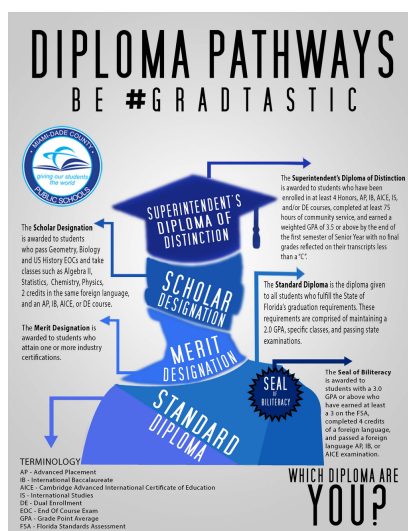 DIPLOMA PATHWAYS
BE #GRADTASTIC
MIAMI-DADE COUNTY
giving our students
the world
PUBLIC SCHOOLS
SUPERINTENDENT'S
DIPLOMA OF
DISTINCTION
The Superintendent's Diploma of Distinction
is awarded to students who have been
enrolled in at least 4 Honors, AP, IB, AICE, IS,
and/or DE courses, completed at least 75
hours of community service, and earned a
weighted GPA of 3.5 or above by the end of
the first semester of Senior Year with no final
grades reflected on their transcripts less
than a "C".
The Scholar Designation
is awarded to students
who pass Geometry, Biology
and US History EOCs and take
classes such as Algebra II,
Statistics, Chemistry, Physics,
2 credits in the same foreign language,
and an AP, IB, AICE, or DE course.
SCHOLAR
DESIGNATION
The Standard Diploma is the diploma given
to all students who fulfill the State of
Florida's graduation requirements. These
requirements are comprised of maintaining a
2.0 GPA, specific classes, and passing state
examinations.
The Merit Designation is
awarded to students who
attain one or more industry
certifications.
MERIT
DESIGNATION
SEAL
OF
BILITERACY
The Seal of Biliteracy
is awarded to
students with a 3.0
GPA or above who
have earned at least
a 3 on the FSA,
completed 4 credits
of a foreign language,
and passed a foreign
language AP, IB, or
AICE examination.
STANDARD
DIPLOMA
TERMINOLOGY
AP - Advanced Placement
IB - International Baccalaureate
AICE - Cambridge Advanced International Certificate of Education
IS - International Studies
DE - Dual Enrollment
EOC - End Of Course Exam
GPA - Grade Point Average
FSA - Florida Standards Assessment
WHICH DIPLOMA ARE
YOU?